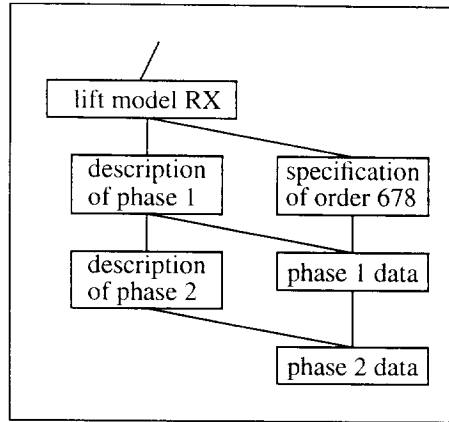 lift model RX
description
of phase 1
specification
of order 678
description
of phase 2
phase 1 data
phase 2 data